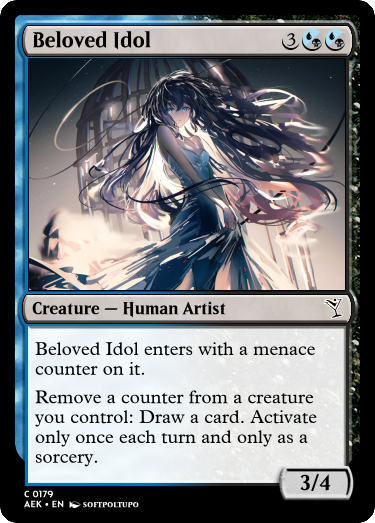 Beloved Idol 3
Creature — Human Artist
Beloved Idol enters with a menace
counter on it.
Remove a counter from a creature
you control: Draw a card. Activate
only once each turn and only as a
sorcery.
3/4
C 0179
AEK • EN SOFTPOLTUPO